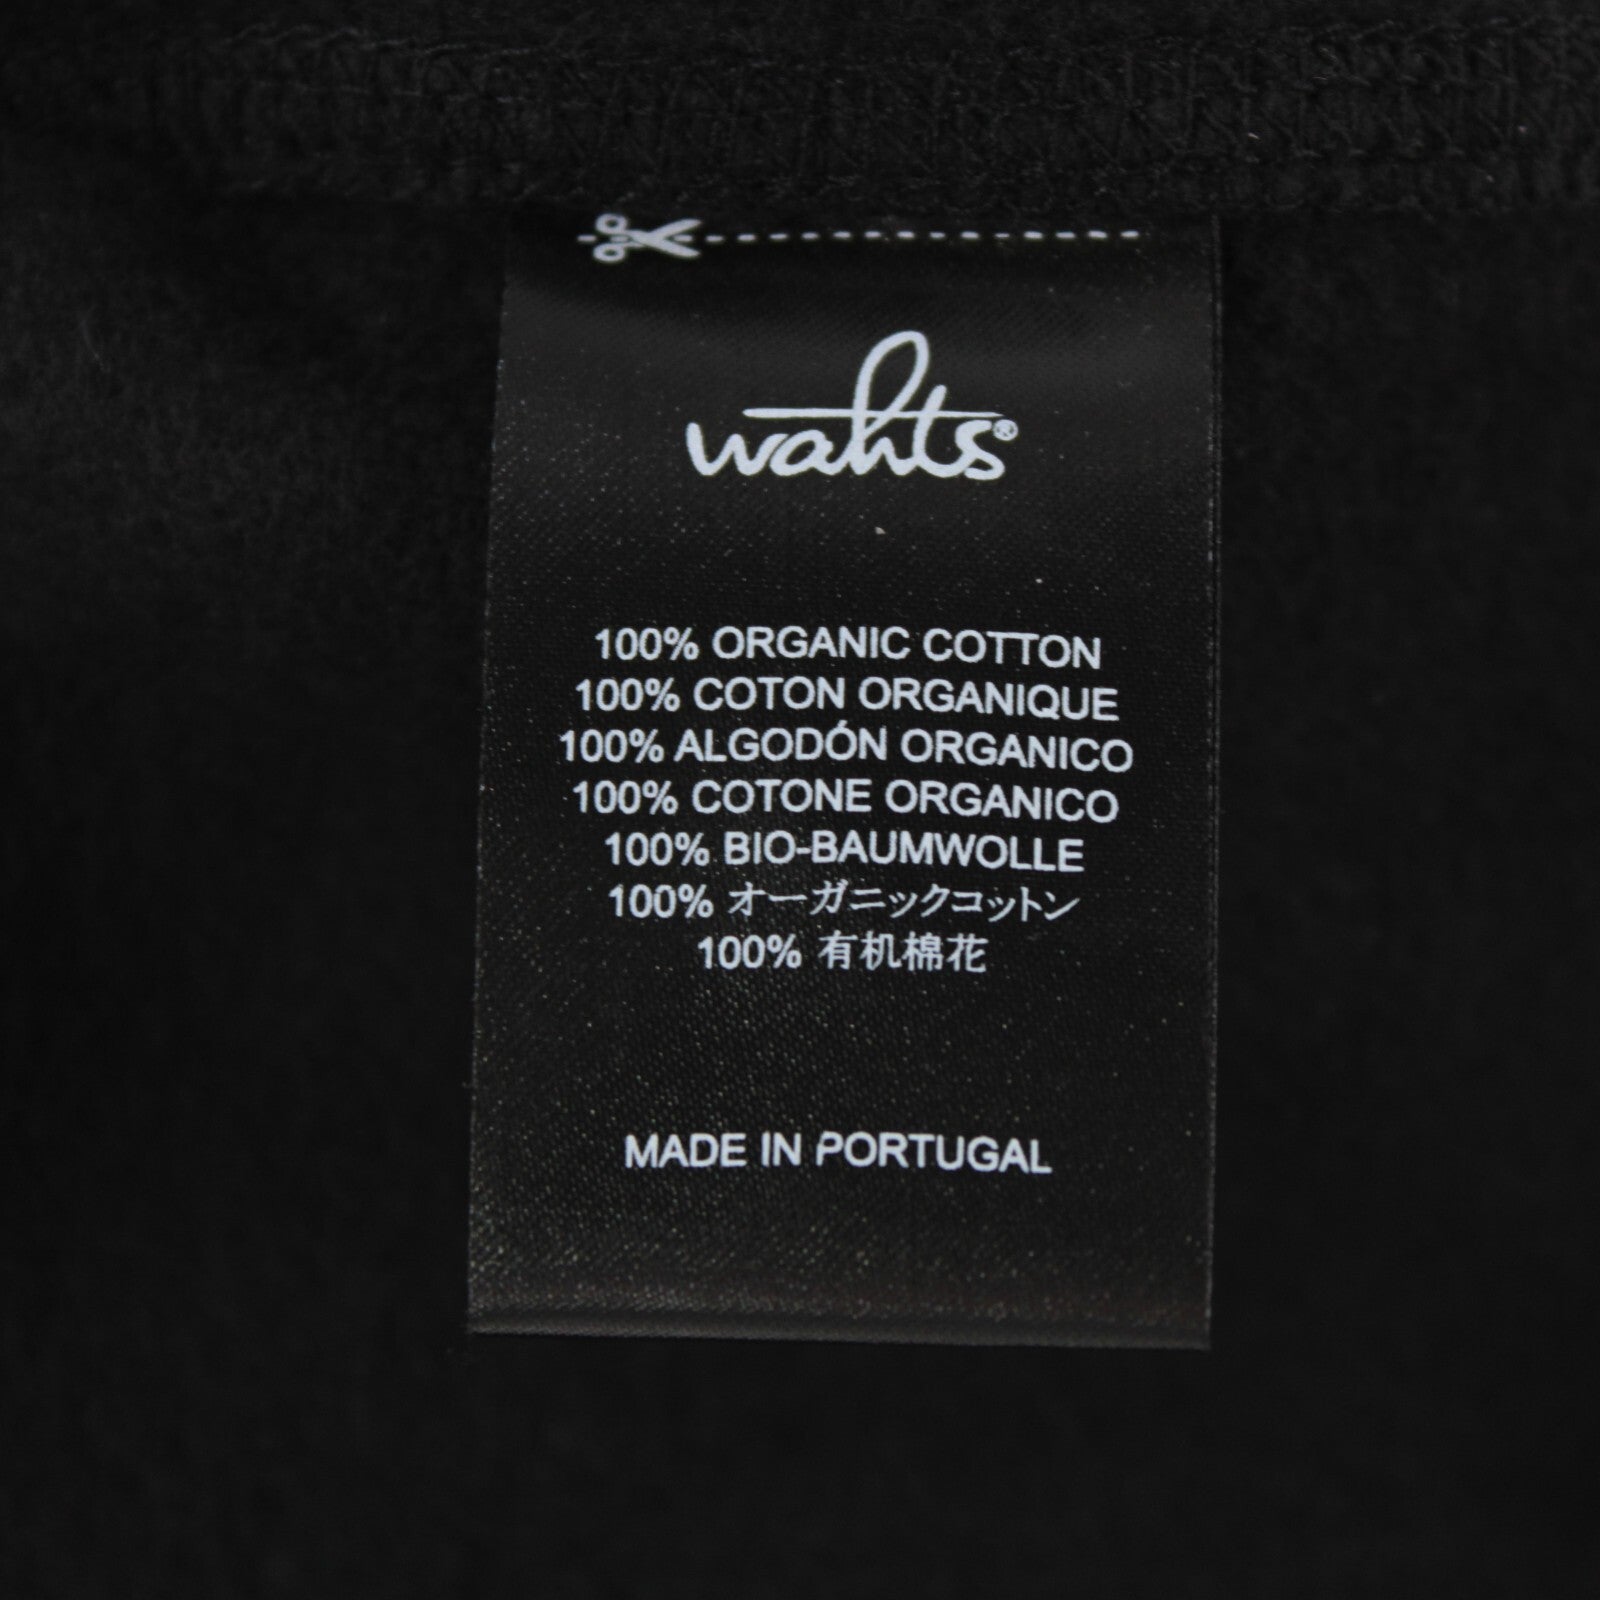 wahts®
100% ORGANIC COTTON
100% COTON ORGANIQUE
100% ALGODÓN ORGANICO
100% COTONE ORGANICO
100% BIO-BAUMWOLLE
100% オーガニックコットン
100% 有机棉花
MADE IN PORTUGAL